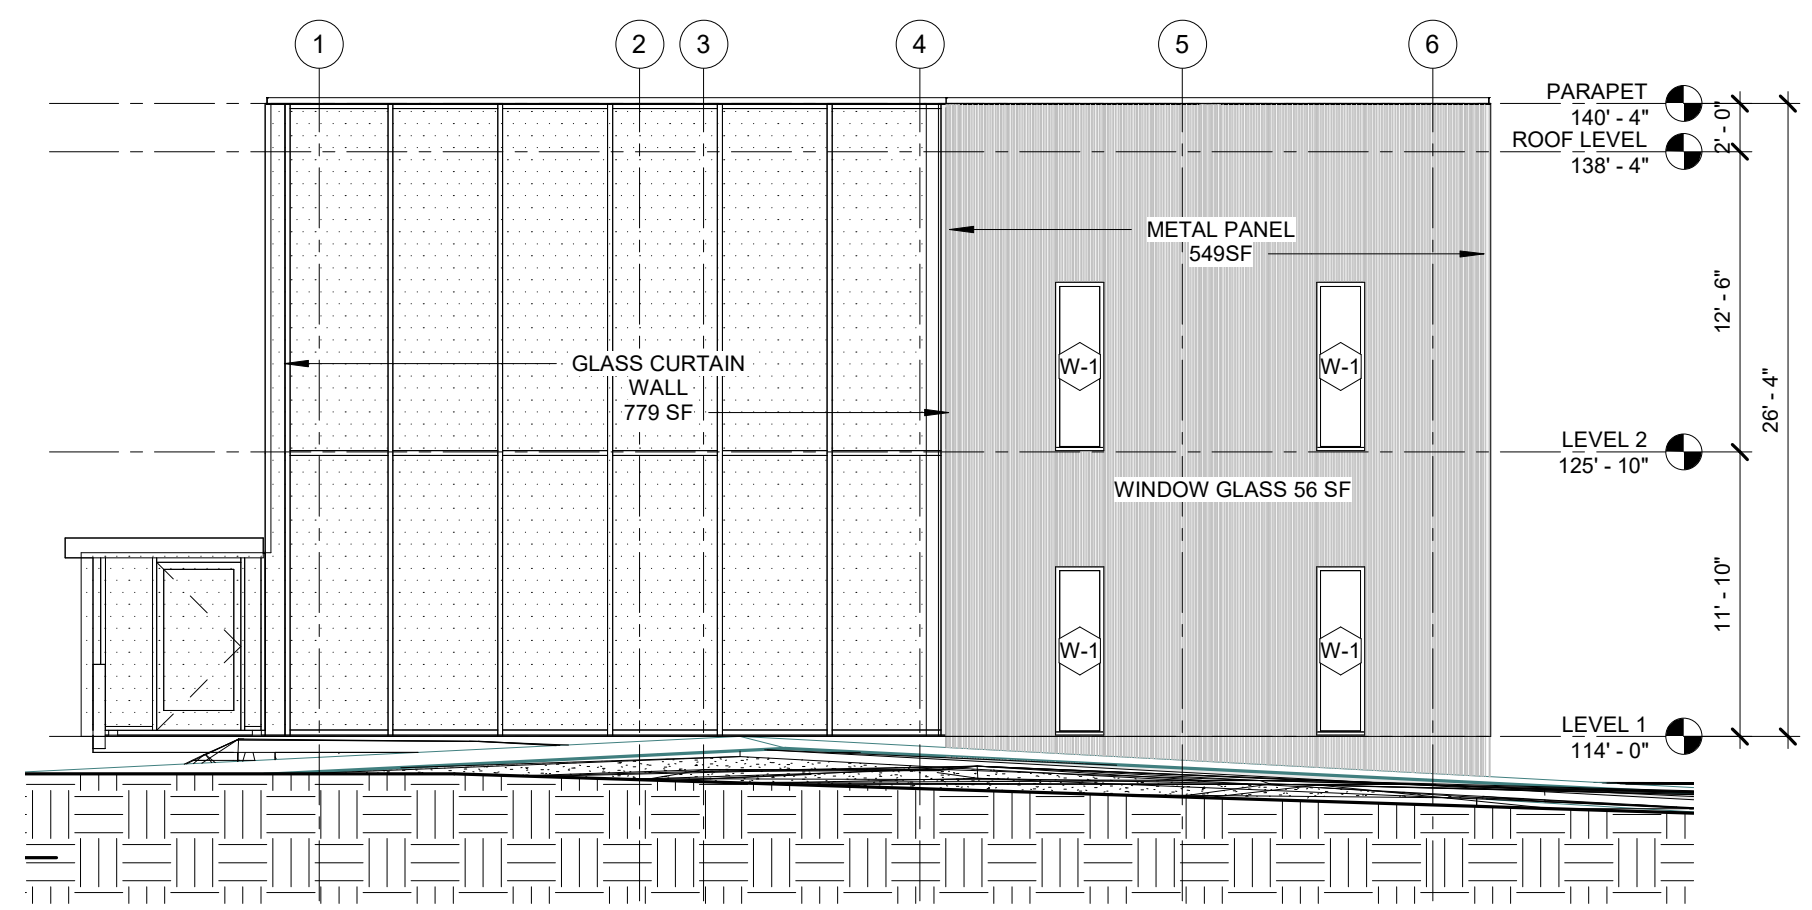 1
2
3
4
5
6
PARAPET
140' - 4"
2' - 0"
ROOF LEVEL
138' - 4"
METAL PANEL
549SF
12' - 6"
W-1
W-1
GLASS CURTAIN
WALL
779 SF
26' - 4"
LEVEL 2
125' - 10"
WINDOW GLASS 56 SF
11' - 10"
W-1
W-1
LEVEL 1
114' - 0"